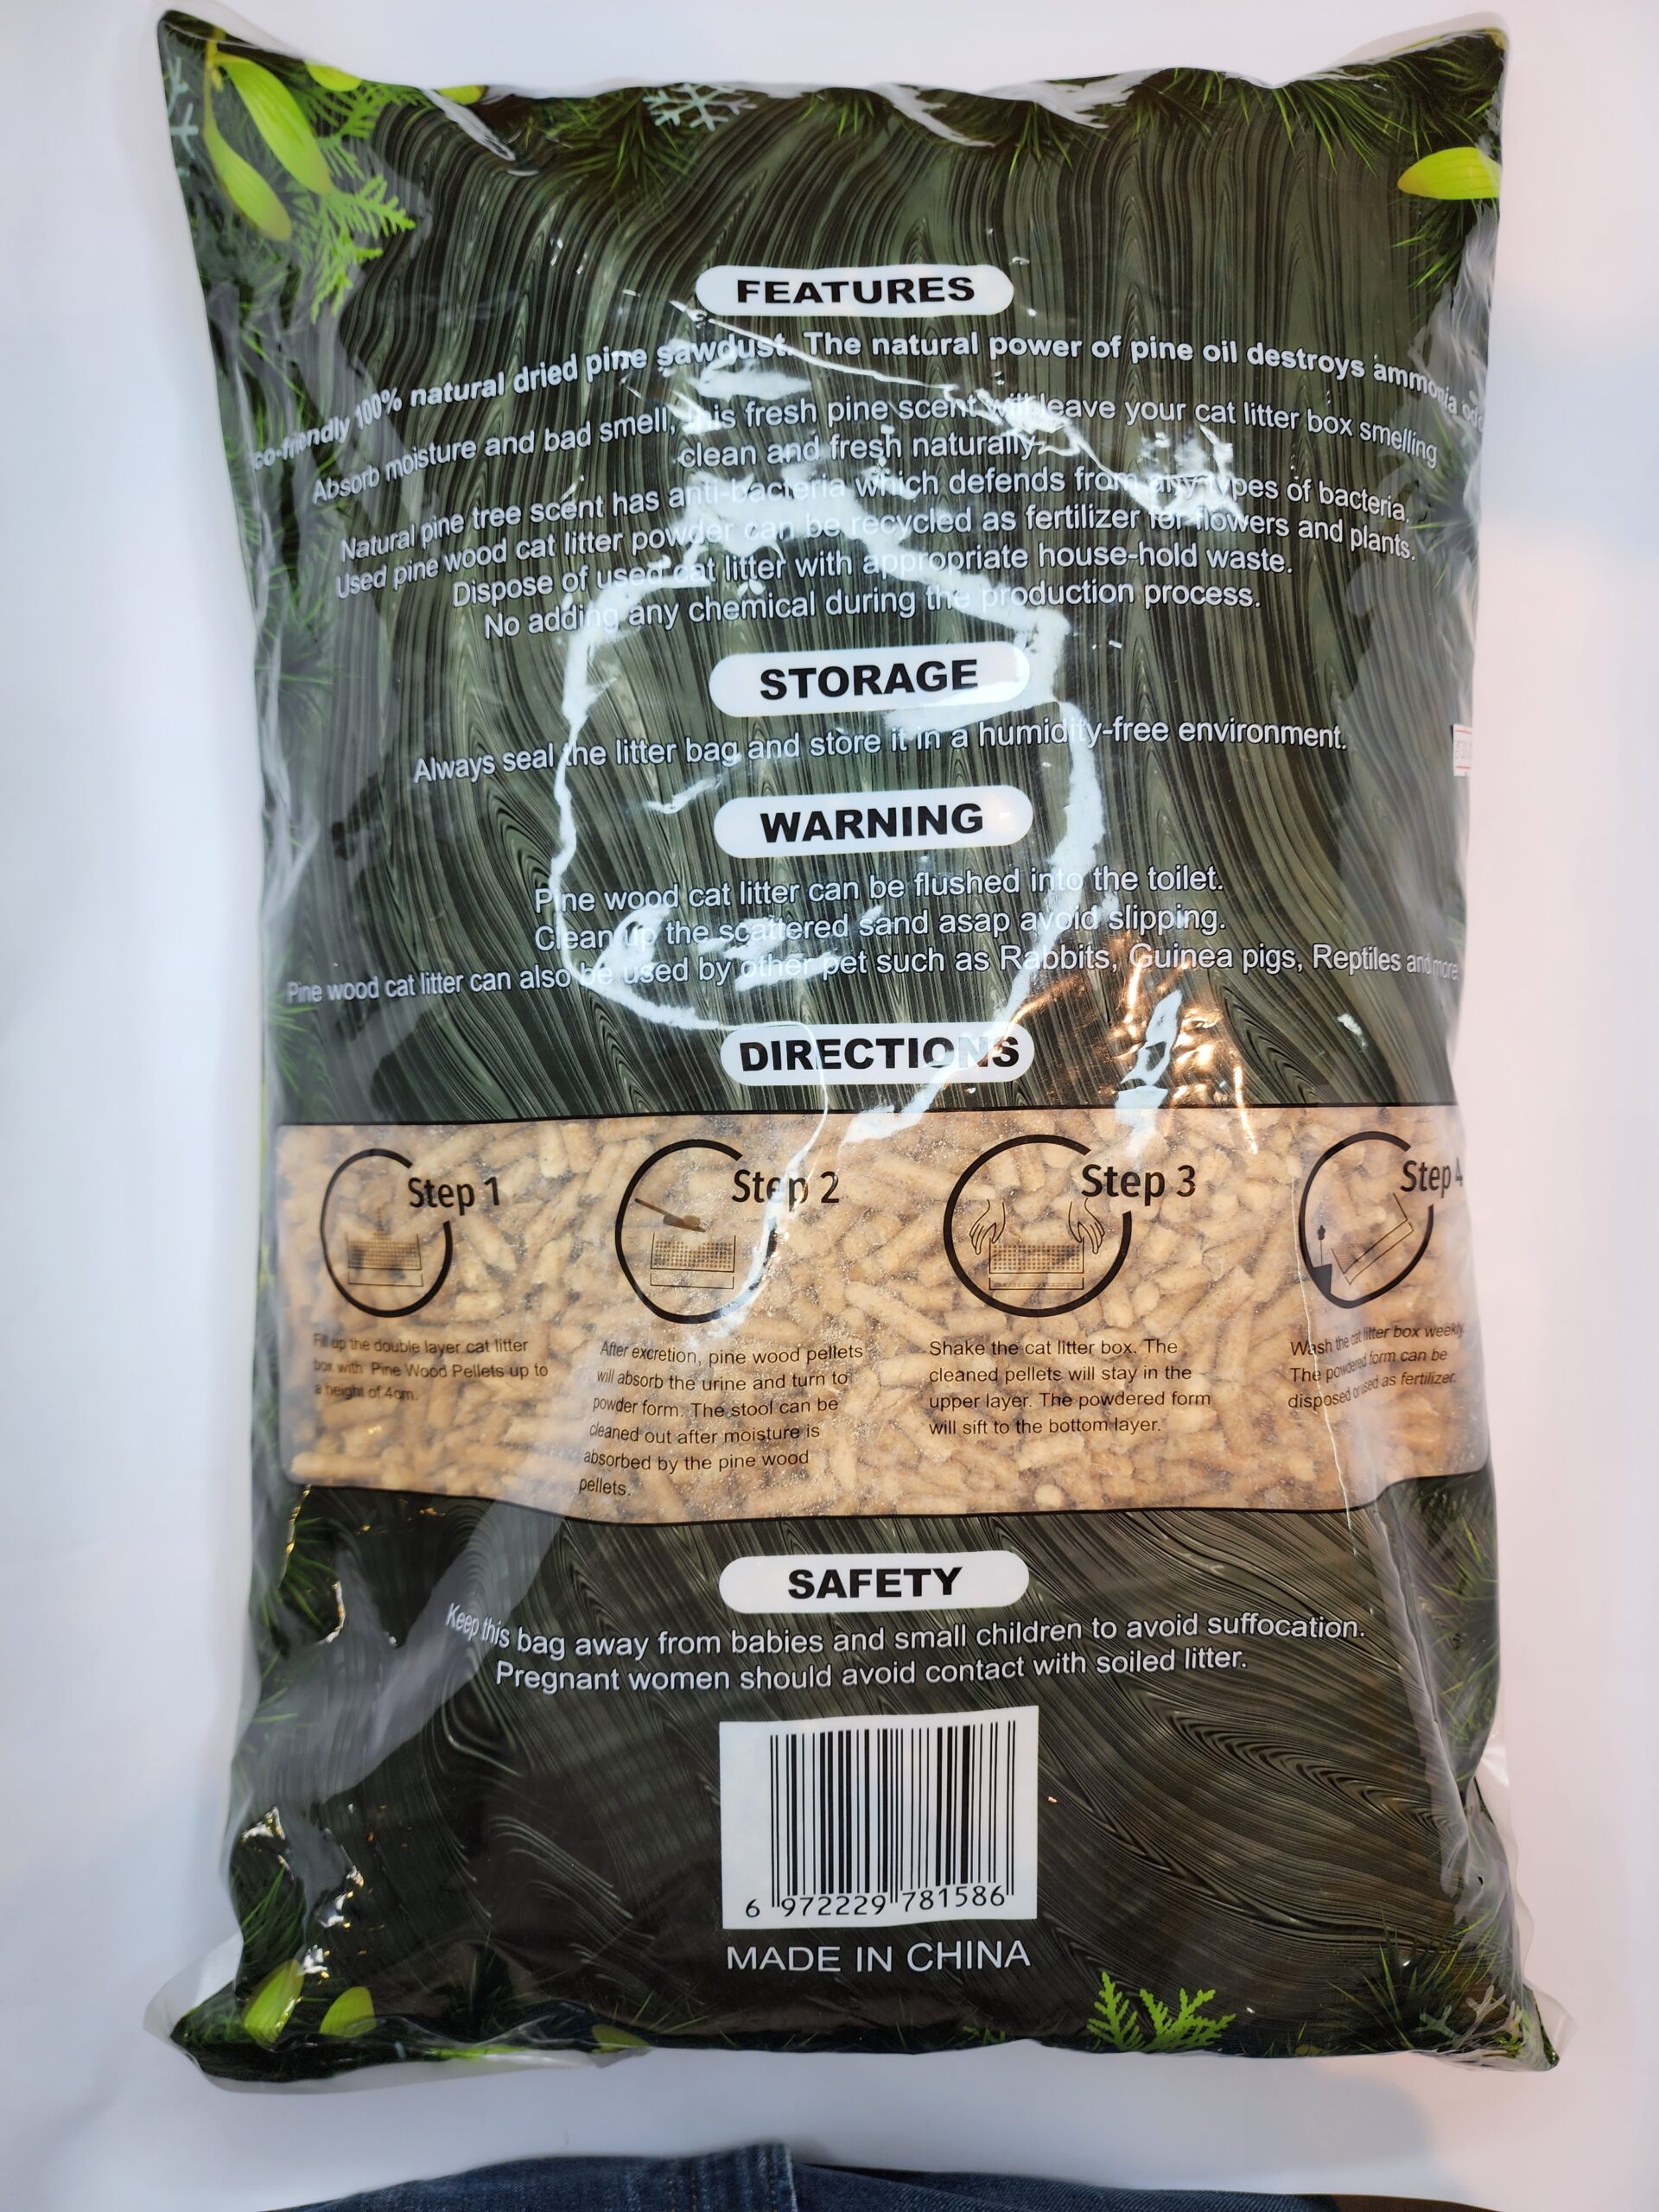 FEATURES
co-friendly 100% natural dried pine sawdust. The natural power of pine oil destroys ammonia
Absorb moisture and bad smell, this fresh pine scent will leave your cat litter box smelling
clean and fresh naturally.
Natural pine tree scent has anti-bacteria which defends from any types of bacteria.
Used pine wood cat litter powder can be recycled as fertilizer for flowers and plants.
Dispose of used cat litter with appropriate house-hold waste.
No adding any chemical during the production process.
STORAGE
Always seal the litter bag and store it in a humidity-free environment.
WARNING
Pine wood cat litter can be flushed into the toilet.
Clean up the scattered sand asap avoid slipping.
Pine wood cat litter can also be used by other pet such as Rabbits, Guinea pigs, Reptiles and more
DIRECTIONS
Step 1
Fill up the double layer cat litter
box with Pine Wood Pellets up to
a height of 4cm.
Step 2
After excretion, pine wood pellets
will absorb the urine and turn to
powder form. The stool can be
cleaned out after moisture is
absorbed by the pine wood
pellets.
Step 3
Shake the cat litter box. The
cleaned pellets will stay in the
upper layer. The powdered form
will sift to the bottom layer.
Step 4
Wash the cat litter box weekly.
The powdered form can be
disposed or used as fertilizer.
SAFETY
Keep this bag away from babies and small children to avoid suffocation.
Pregnant women should avoid contact with soiled litter.
6 972229 781586
MADE IN CHINA